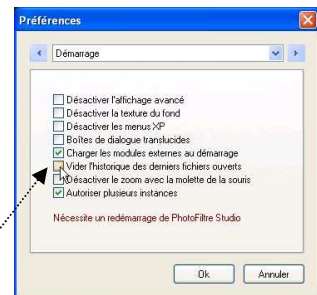 Préférences
Démarrage
Désactiver l'affichage avancé
Désactiver la texture du fond
Désactiver les menus XP
Boîtes de dialogue translucides
Charger les modules externes au démarrage
Vider l'historique des derniers fichiers ouverts
Désactiver le zoom avec la molette de la souris
Autoriser plusieurs instances
Nécessite un redémarrage de PhotoFiltre Studio
Ok
Annuler